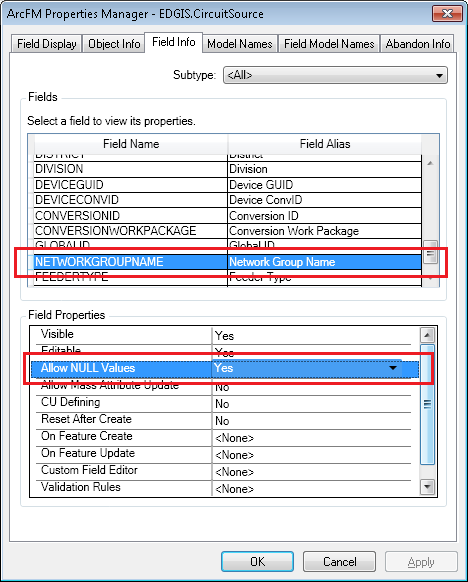 ArcFM Properties Manager - EDGIS.CircuitSource
Field Display Object Info Field Info Model Names Field Model Names Abandon Info
Subtype: <All>
Fields
Select a field to view its properties.
Field Name Field Alias
DISTRICT District
DIVISION Division
DEVICEGUID Device GUID
DEVICECONVID Device ConvID
CONVERSIONID Conversion ID
CONVERSIONWORKPACKAGE Conversion Work Package
GLOBALID Global ID
NETWORKGROUPNAME Network Group Name
FEEDERTYPE Feeder Type
Field Properties
Visible Yes
Editable Yes
Allow NULL Values Yes
Allow Mass Attribute Update No
CU Defining No
Reset After Create No
On Feature Create <None>
On Feature Update <None>
Custom Field Editor <None>
Validation Rules <None>
OK Cancel Apply